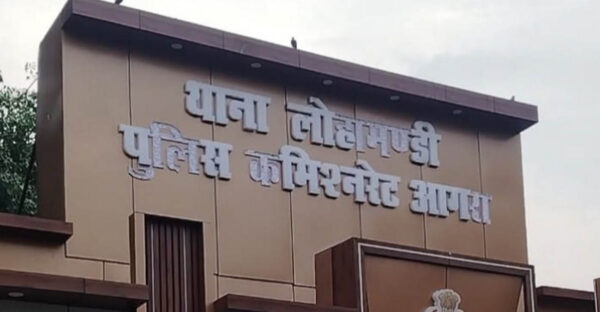 थाना लोहामण्डी
पुलिस कमिश्नरेट आगरा